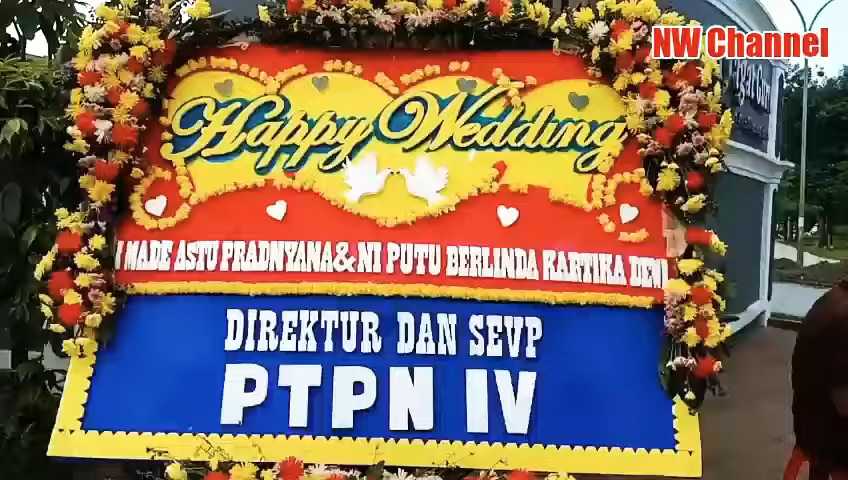 NW Channel
Happy Wedding
I MADE ASTU PRADNYANA & NI PUTU BERLINDA KARTIKA DEWI
DIREKTUR DAN SEVP
PTPN IV